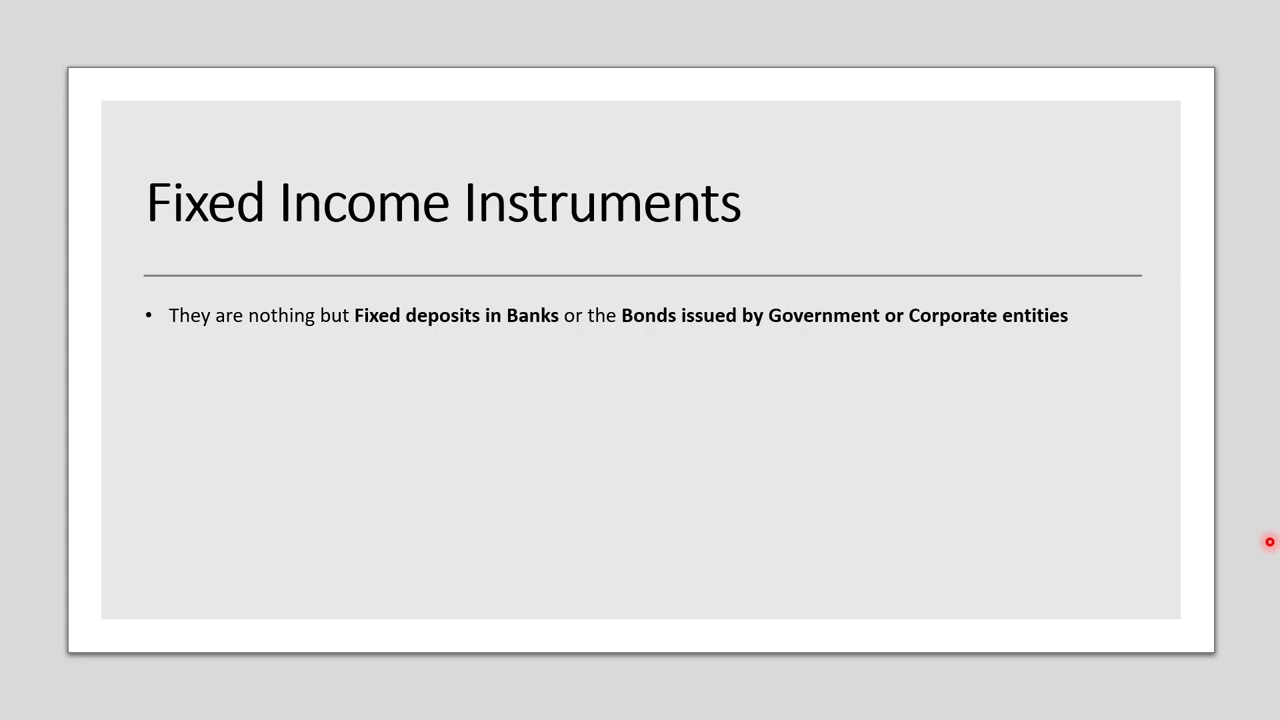 Fixed Income Instruments
• They are nothing but Fixed deposits in Banks or the Bonds issued by Government or Corporate entities